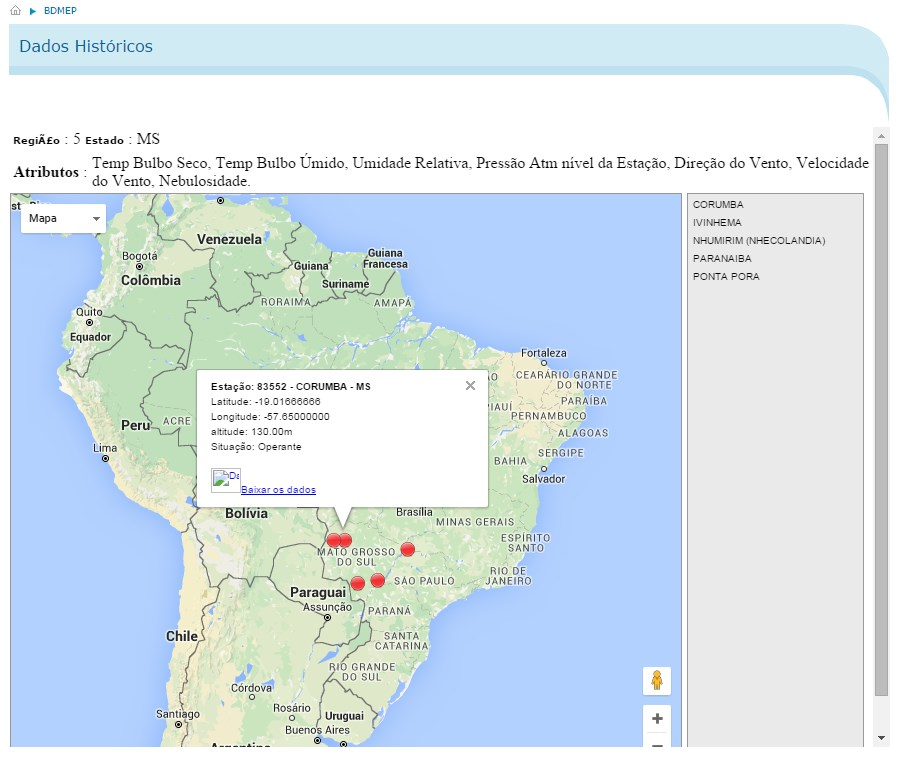 BDMEP
Dados Históricos
RegiÃ£o : 5 Estado : MS
Atributos : Temp Bulbo Seco, Temp Bulbo Úmido, Umidade Relativa, Pressão Atm nível da Estação, Direção do Vento, Velocidade
do Vento, Nebulosidade.
Mapa
CORUMBA
IVINHEMA
NHUMIRIM (NHECOLANDIA)
PARANAIBA
PONTA PORA
Venezuela
Bogotá
Colômbia
Guiana
Guiana
Francesa
Suriname
RORAIMA
AMAPÁ
Quito
Equador
Fortaleza
CEARÁ
RIO GRANDE
DO NORTE
PARAÍBA
PIAUÍ
PERNAMBUCO
ACRE
Peru
ALAGOAS
SERGIPE
Lima
BAHIA
Salvador
Estação: 83552 - CORUMBA - MS
Latitude: -19.01666666
Longitude: -57.65000000
altitude: 130.00m
Situação: Operante
Baixar os dados
Bolívia
Brasília
MINAS GERAIS
ESPÍRITO
SANTO
MATO GROSSO
DO SUL
SÃO PAULO
RIO DE
JANEIRO
Paraguai
Assunção
PARANÁ
Chile
SANTA
CATARINA
RIO GRANDE
DO SUL
Córdova
Rosário
Santiago
Uruguai
Buenos Aires
Argentina